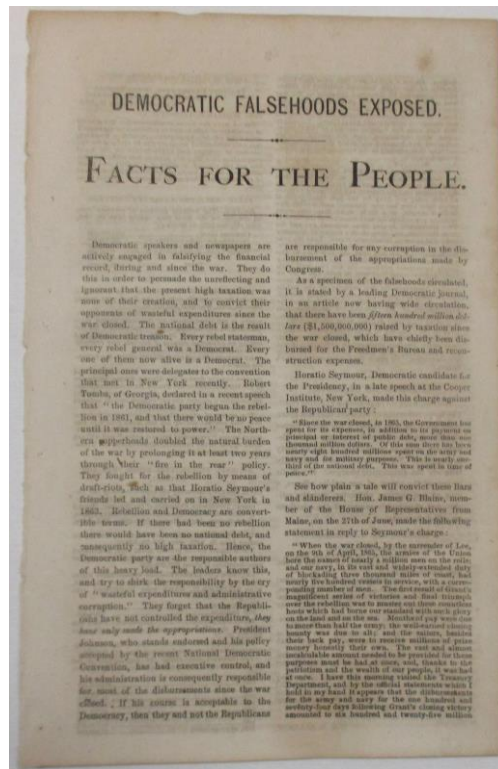 DEMOCRATIC FALSEHOODS EXPOSED.
FACTS FOR THE PEOPLE.
Democratic speakers and newspapers are
actively engaged in falsifying the financial
record, during and since the war. They do
this in order to persuade the unreflecting and
ignorant that the present high taxation was
none of their creation, and to convict their
opponents of wasteful expenditures since the
war closed. The national debt is the result
of Democratic treason. Every rebel statesman,
every rebel general was a Democrat. Every
one of them now alive is a Democrat. The
principal ones were delegates to the convention
that met in New York recently. Robert
Tombs, of Georgia, declared in a recent speech
that "the Democratic party begun the rebel-
lion in 1861, and that there would be no peace
until it was restored to power." The North-
ern copperheads doubled the natural burden
of the war by prolonging it at least two years
through their "fire in the rear" policy.
They fought for the rebellion by means of
draft-riots, such as that Horatio Seymour's
friends led and carried on in New York in
1863. Rebellion and Democracy are convert-
ible terms. If there had been no rebellion
there would have been no national debt, and
consequently no high taxation. Hence, the
Democratic party are the responsible authors
of this heavy load. The leaders know this,
and try to shirk the responsibility by the cry
of "wasteful expenditures and administrative
corruption." They forget that the Republi-
cans have not controlled the expenditure, they
have only made the appropriations. President
Johnson, who stands endorsed and his policy
accepted by the recent National Democratic
Convention, has had executive control, and
his administration is consequently responsible
for most of the disbursments since the war
closed. If his course is acceptable to the
Democracy, then they and not the Republicans
are responsible for any corruption in the dis-
bursement of the appropriations made by
Congress.
As a specimen of the falsehoods circulated,
it is stated by a leading Democratic journal,
in an article now having wide circulation,
that there have been fifteen hundred million dol-
lars ($1,500,000,000) raised by taxation since
the war closed, which have chiefly been dis-
bursed for the Freedmen's Bureau and recon-
struction expenses.
Horatio Seymour, Democratic candidate for
the Presidency, in a late speech at the Cooper
Institute, New York, made this charge against
the Republican party:
"Since the war closed, in 1865, the Government has
spent for its expenses, in addition to its payments on
principal or interest of public debt, more than one
thousand million dollars. Of this sum there has been
nearly eight hundred millions spent on the army and
navy and for military purposes. This is nearly one-
third of the national debt. This was spent in time of
peace."
See how plain a tale will convict these liars
and slanderers. Hon. James G. Blaine, mem-
ber of the House of Representatives from
Maine, on the 27th of June, made the following
statement in reply to Seymour's charge:
"When the war closed, by the surrender of Lee,
on the 9th of April, 1865, the armies of the Union
bore the names of nearly a million men on the rolls;
and our navy, in its vast and widely-extended duty
of blockading three thousand miles of coast, had
nearly five hundred vessels in service, with a corres-
ponding number of men. The first result of Grant's
magnificent series of victories and final triumph
over the rebellion was to muster out these countless
hosts which had borne our standard with such glory
on the land and on the sea. Months of pay were due
to more than half the army; the well-earned
bounty was due to all; and the
their back pay, were to receive millions of prize
money honestly their own. The vast and almost
incalculable amount needed to be provided for these
purposes must be had at once; and, thanks to the
patriotism and the wealth of our people, it was had
at once. I have this morning visited the Treasury
Department, and by the official statements which I
hold in my hand it appears that the disbursements
for the army and navy for the one hundred and
seventy-four days following Grant's closing victory
amounted to six hundred and twenty-five million